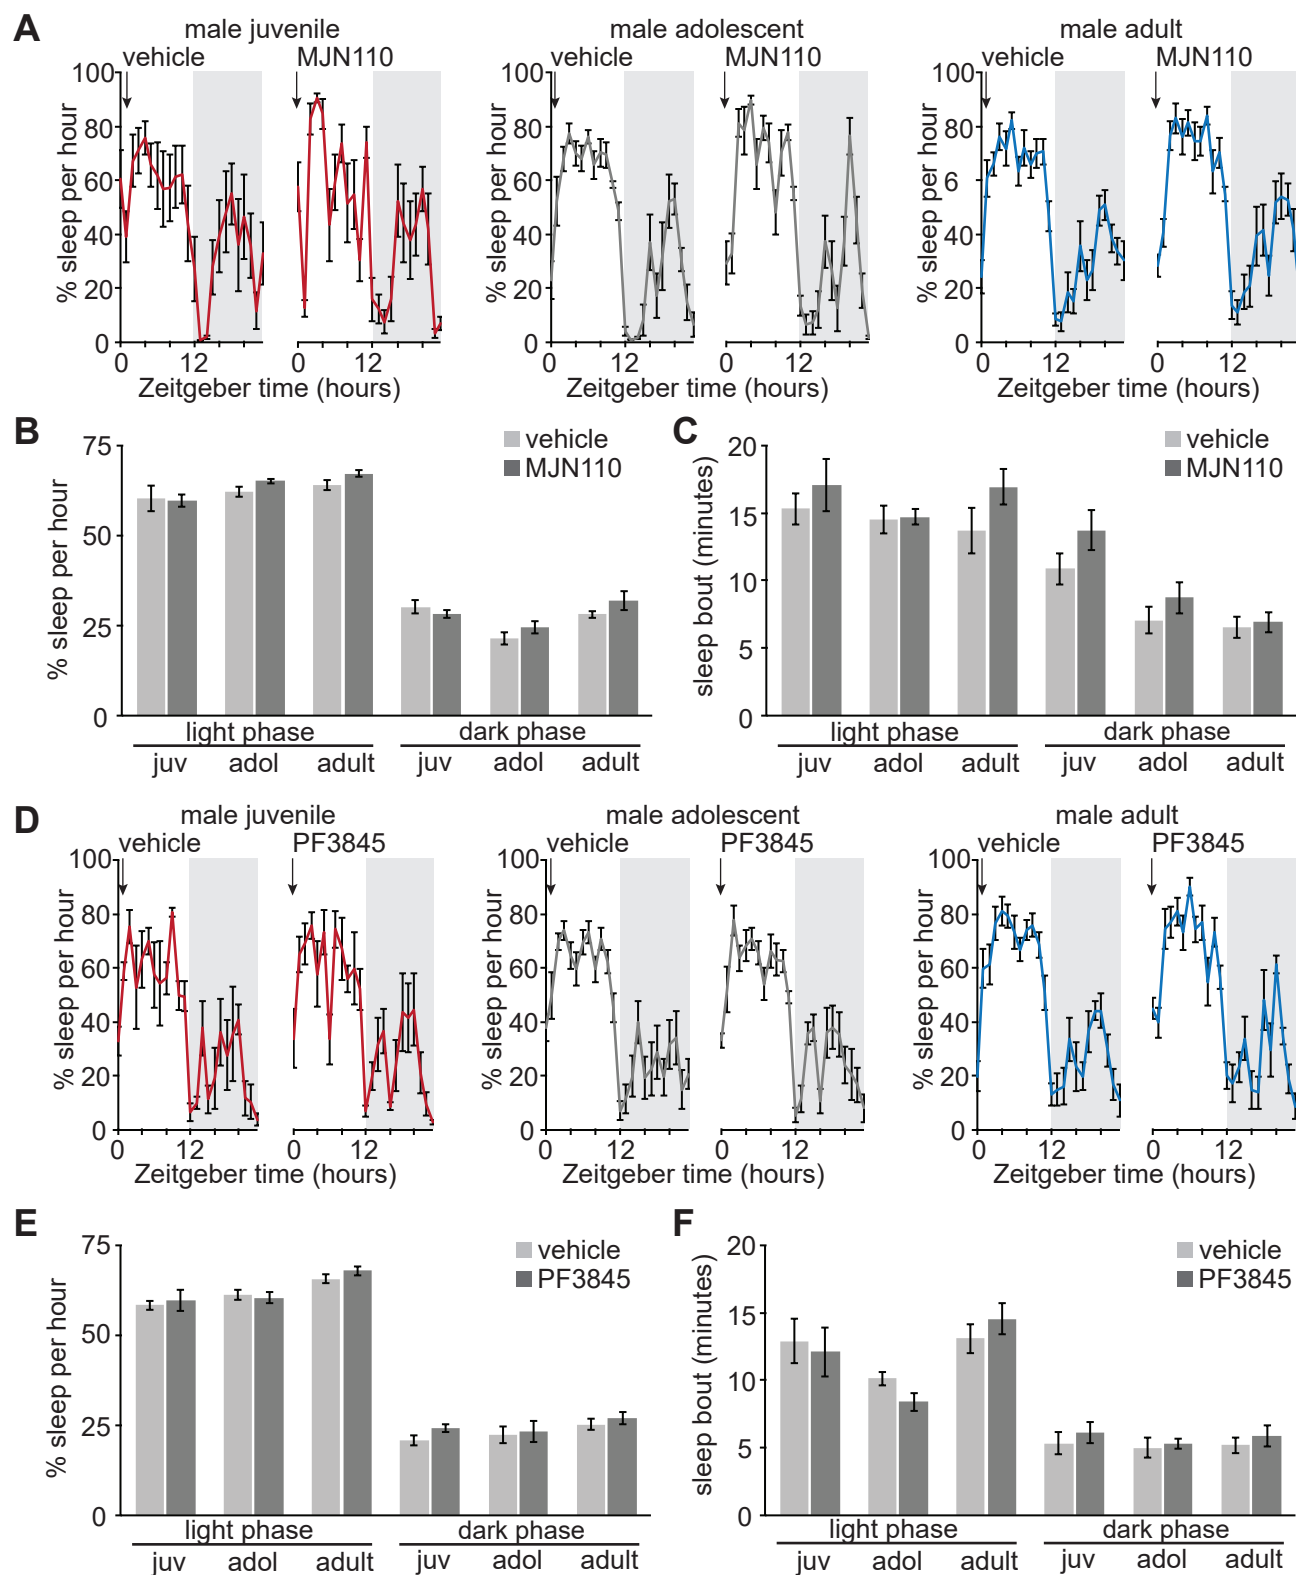 A
male juvenile
male adolescent
male adult
vehicle
MJN110
vehicle
MJN110
vehicle
MJN110
% sleep per hour
100
80
60
40
20
0
0
12
0
12
Zeitgeber time (hours)
% sleep per hour
100
80
60
40
20
0
0
12
0
12
Zeitgeber time (hours)
% sleep per hour
100
80
6
40
20
0
0
12
0
12
Zeitgeber time (hours)
B
% sleep per hour
75
50
25
0
vehicle
MJN110
light phase
dark phase
juv
adol
adult
juv
adol
adult
C
sleep bout (minutes)
20
15
10
5
0
vehicle
MJN110
light phase
dark phase
juv
adol
adult
juv
adol
adult
D
male juvenile
male adolescent
male adult
vehicle
PF3845
vehicle
PF3845
vehicle
PF3845
% sleep per hour
100
80
60
40
20
0
0
12
0
12
Zeitgeber time (hours)
% sleep per hour
100
80
60
40
20
0
0
12
0
12
Zeitgeber time (hours)
% sleep per hour
100
80
60
40
20
0
0
12
0
12
Zeitgeber time (hours)
E
% sleep per hour
75
50
25
0
vehicle
PF3845
light phase
dark phase
juv
adol
adult
juv
adol
adult
F
sleep bout (minutes)
20
15
10
5
0
vehicle
PF3845
light phase
dark phase
juv
adol
adult
juv
adol
adult